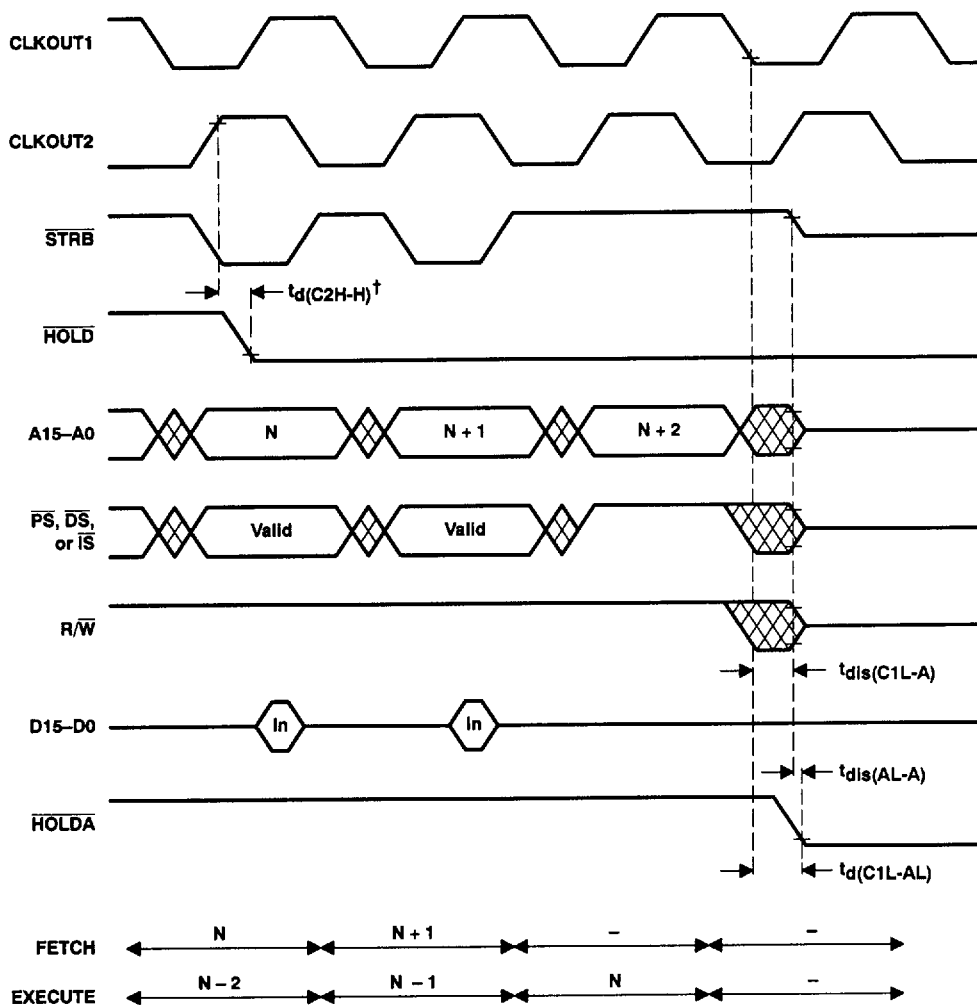 CLKOUT1
CLKOUT2
STRB
td(C2H-H)†
HOLD
A15–A0
N
N + 1
N + 2
PS, DS,
or IS
Valid
Valid
R/W
tdis(C1L-A)
D15–D0
In
In
tdis(AL-A)
HOLDA
td(C1L-AL)
FETCH
N
N + 1
–
–
EXECUTE
N – 2
N – 1
N
–